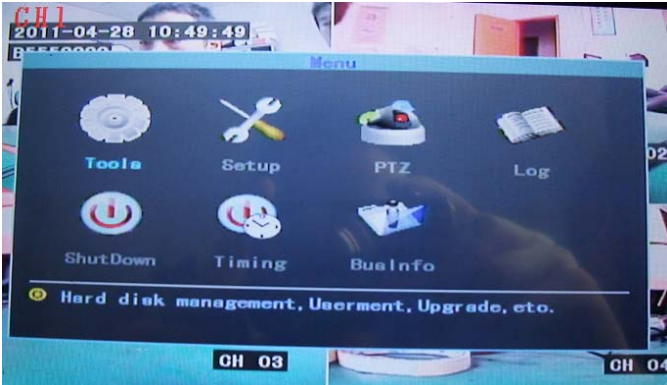 CH1
2011-04-28 10:49:49
Menu
Tools
Setup
PTZ
Log
02
ShutDown
Timing
BusInfo
Hard disk management,Userment,Upgrade,etc.
CH 03
CH 04